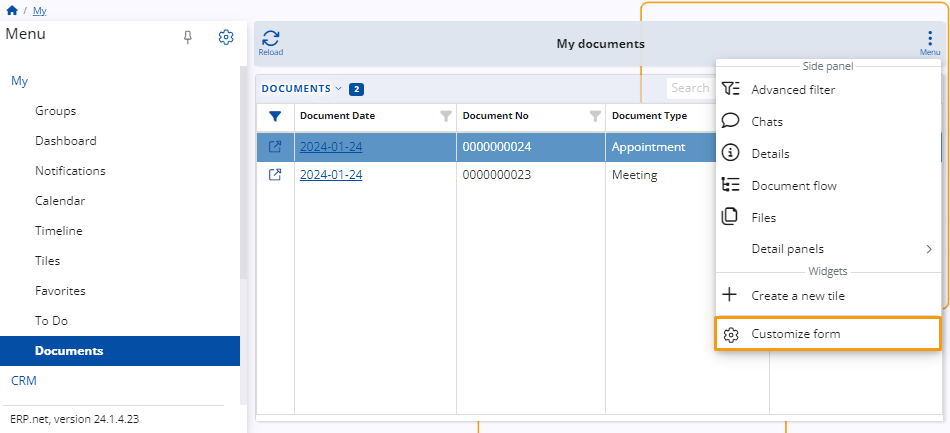 / My
Menu
My
Groups
Dashboard
Notifications
Calendar
Timeline
Tiles
Favorites
To Do
Documents
CRM
ERP.net, version 24.1.4.23
Reload
My documents
Menu
DOCUMENTS 2
Search
Document Date Document No Document Type
2024-01-24 0000000024 Appointment
2024-01-24 0000000023 Meeting
Side panel
Advanced filter
Chats
Details
Document flow
Files
Detail panels
Widgets
Create a new tile
Customize form